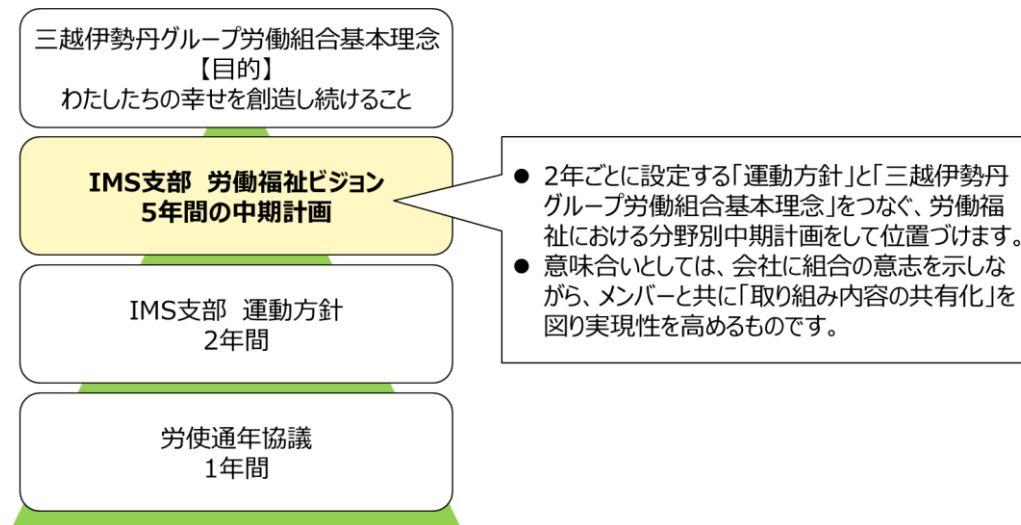 三越伊勢丹グループ労働組合基本理念
【目的】
わたしたちの幸せを創造し続けること
IMS支部 労働福祉ビジョン
5年間の中期計画
● 2年ごとに設定する「運動方針」と「三越伊勢丹
グループ労働組合基本理念」をつなぐ、労働福
祉における分野別中期計画をして位置づけます。
● 意味合いとしては、会社に組合の意志を示しな
がら、メンバーと共に「取り組み内容の共有化」を
図り実現性を高めるものです。
IMS支部 運動方針
2年間
労使通年協議
1年間